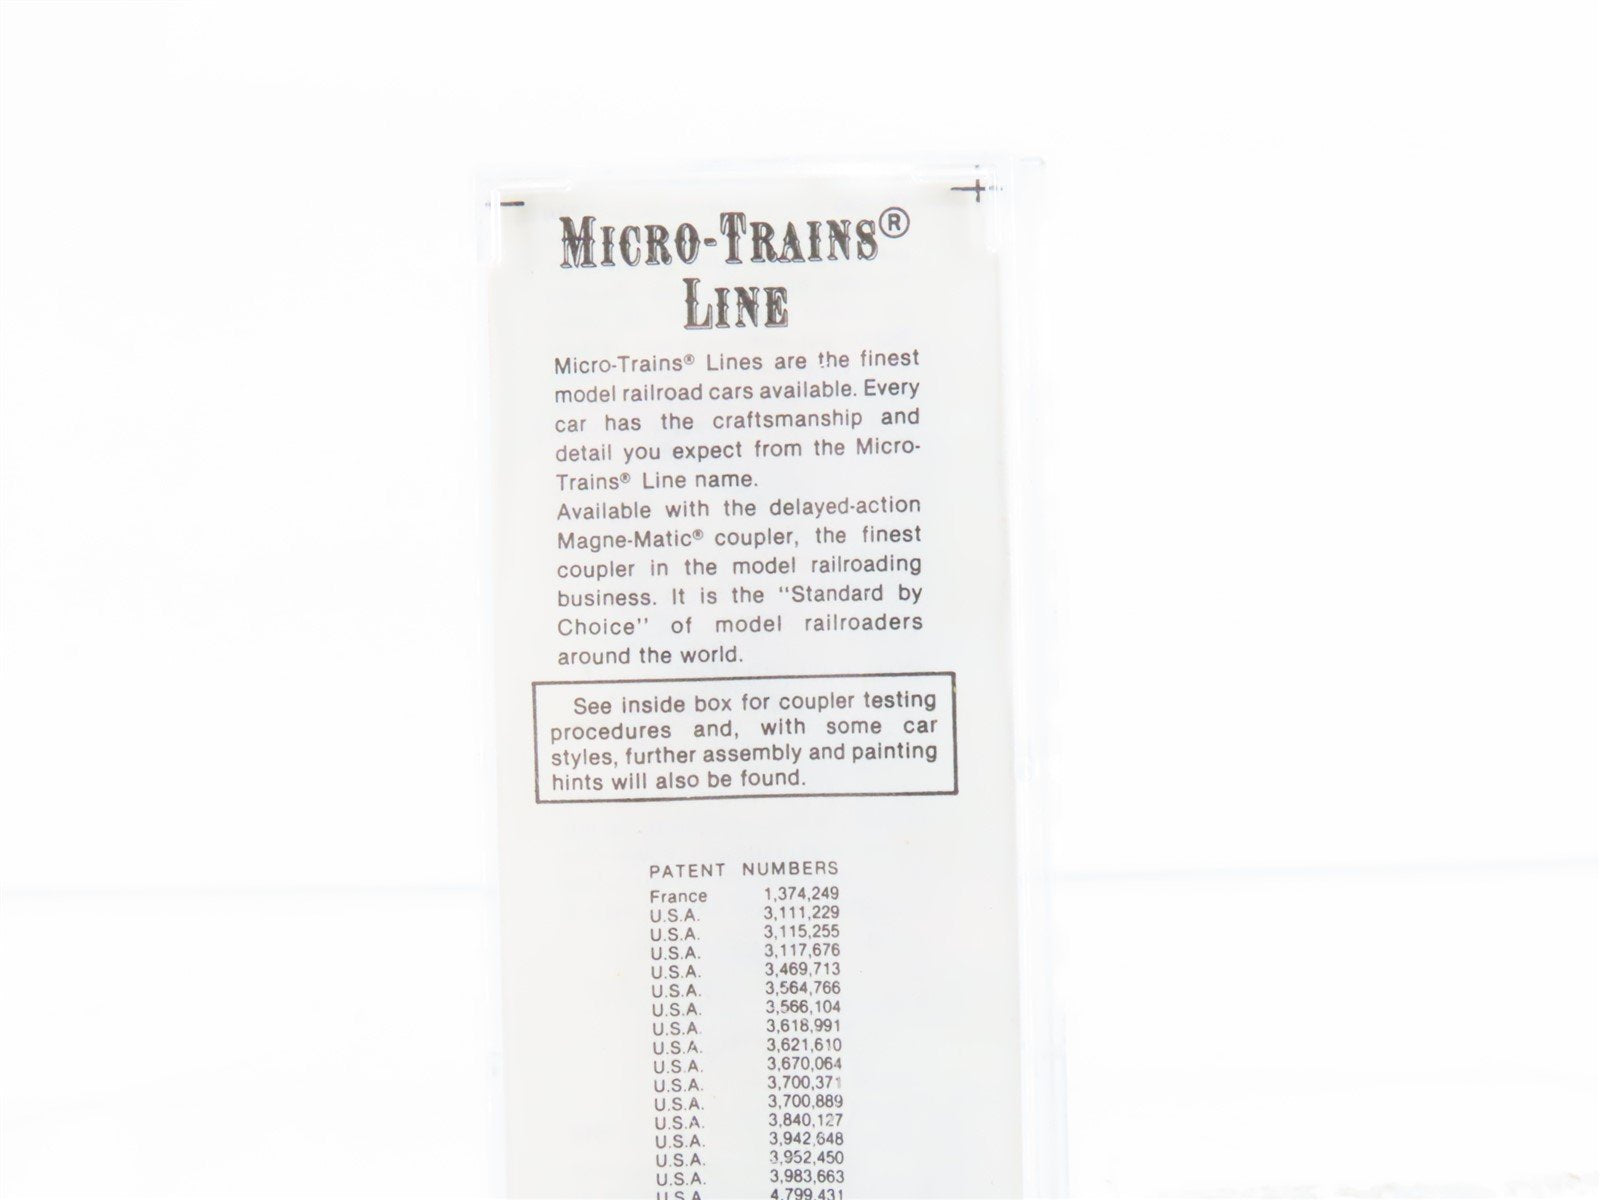 MICRO-TRAINS®
LINE
Micro-Trains® Lines are the finest
model railroad cars available. Every
car has the craftsmanship and
detail you expect from the Micro-
Trains® Line name.
Available with the delayed-action
Magne-Matic® coupler, the finest
coupler in the model railroading
business. It is the "Standard by
Choice" of model railroaders
around the world.
See inside box for coupler testing
procedures and, with some car
styles, further assembly and painting
hints will also be found.
PATENT NUMBERS
France 1,374,249
U.S.A. 3,111,229
U.S.A. 3,115,255
U.S.A. 3,117,676
U.S.A. 3,469,713
U.S.A. 3,564,766
U.S.A. 3,566,104
U.S.A. 3,618,991
U.S.A. 3,621,610
U.S.A. 3,670,064
U.S.A. 3,700,371
U.S.A. 3,700,889
U.S.A. 3,840,127
U.S.A. 3,942,648
U.S.A. 3,952,450
U.S.A. 3,983,663
U.S.A. 4,799,431